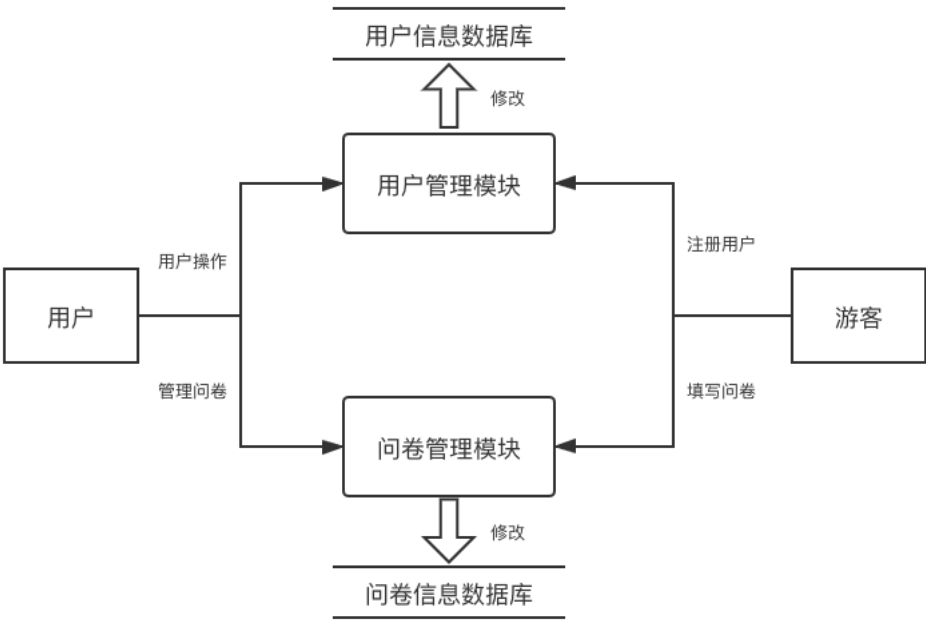 用户信息数据库
修改
用户管理模块
注册用户
用户操作
用户
游客
管理问卷
填写问卷
问卷管理模块
修改
问卷信息数据库